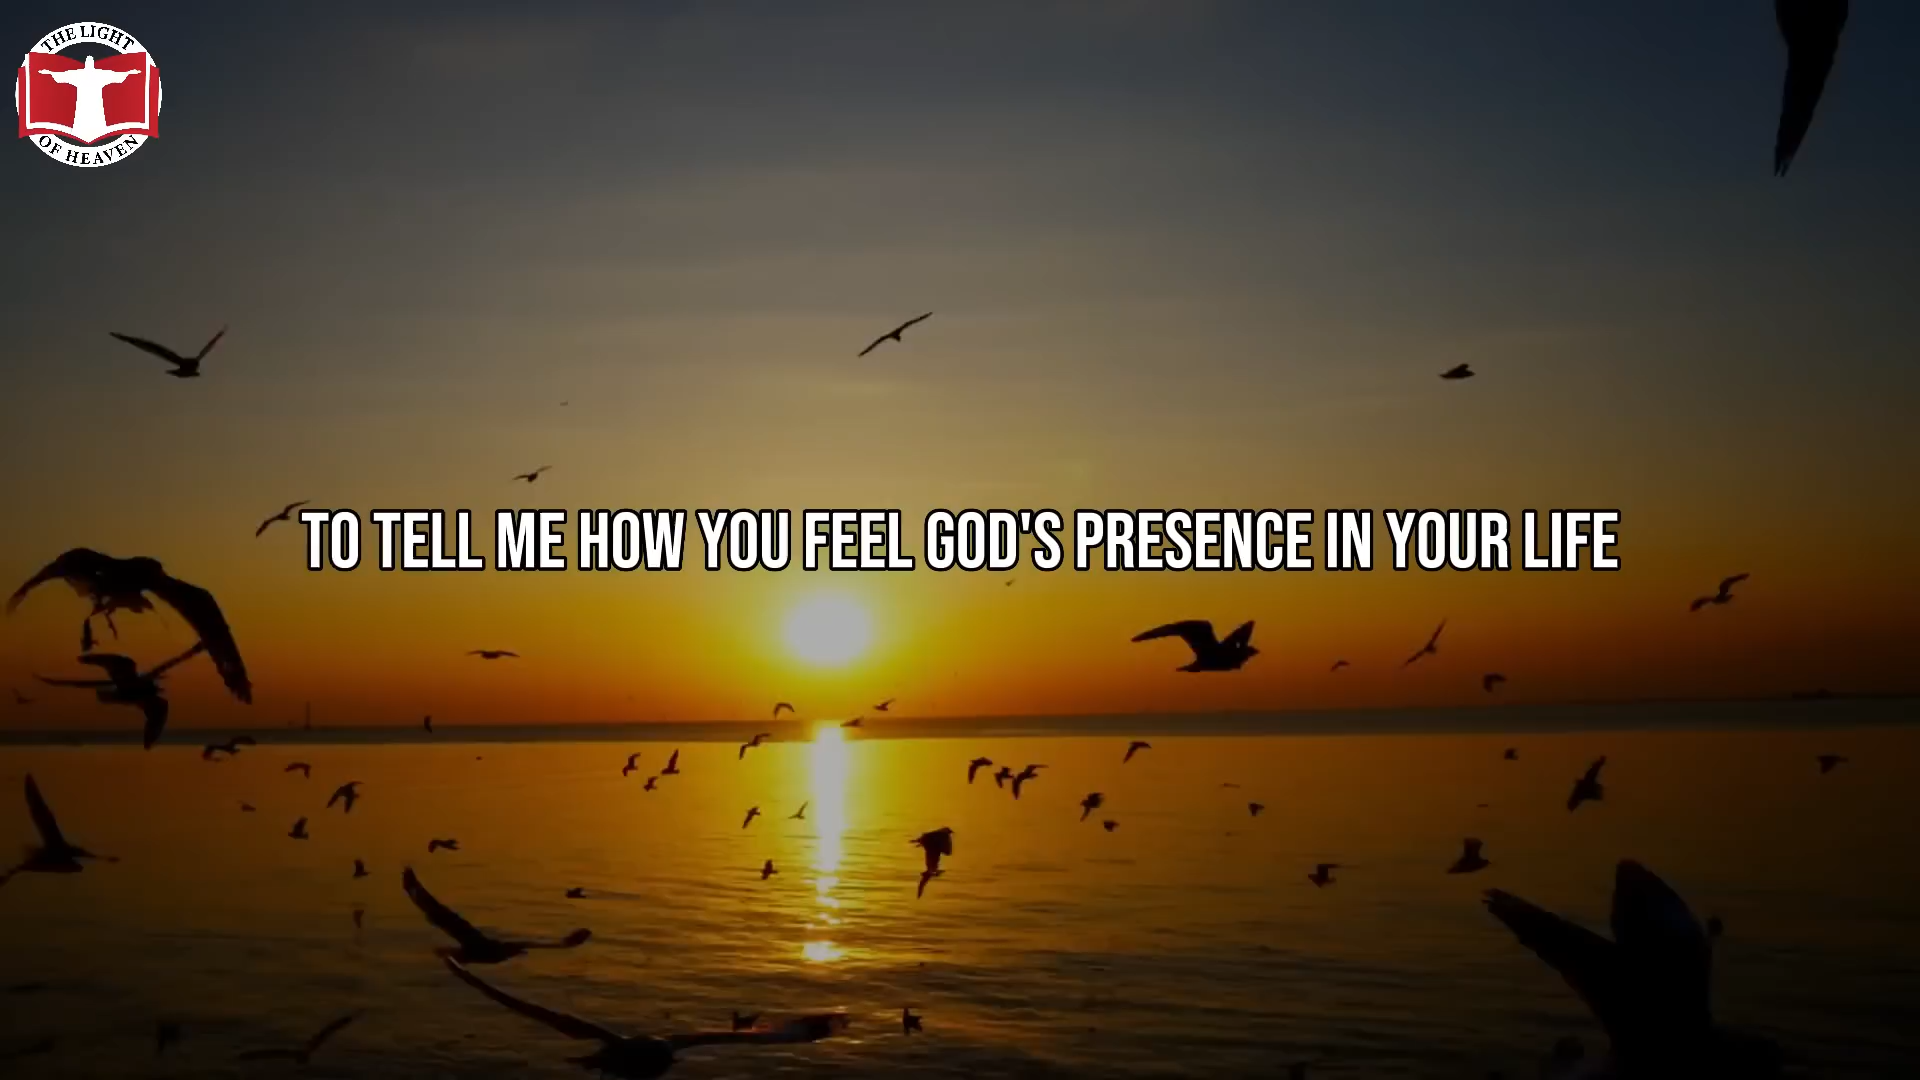 THE LIGHT
OF HEAVEN
TO TELL ME HOW YOU FEEL GOD'S PRESENCE IN YOUR LIFE